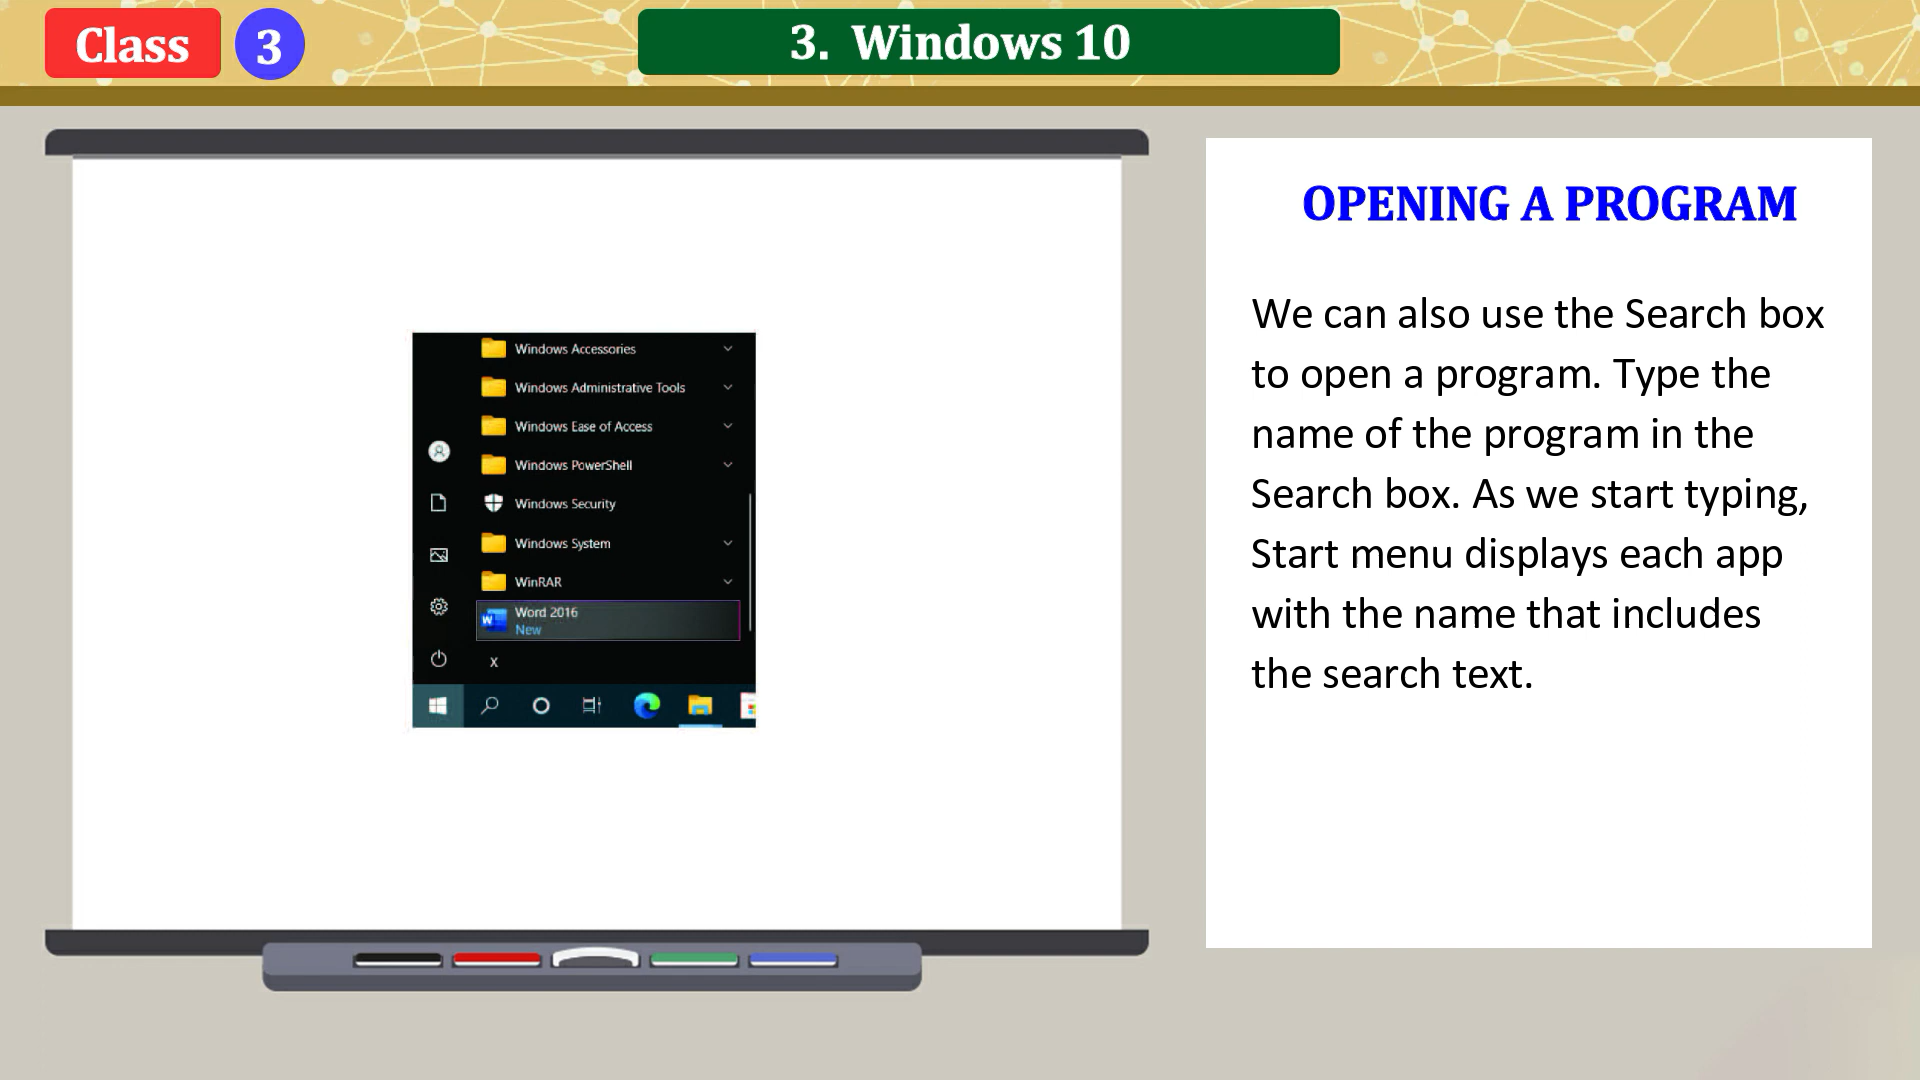 Class 3
3. Windows 10
Windows Accessories
Windows Administrative Tools
Windows Ease of Access
Windows PowerShell
Windows Security
Windows System
WinRAR
Word 2016
New
X
OPENING A PROGRAM
We can also use the Search box
to open a program. Type the
name of the program in the
Search box. As we start typing,
Start menu displays each app
with the name that includes
the search text.